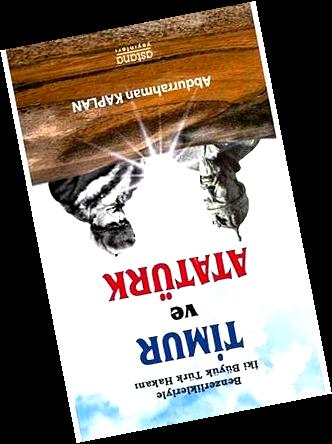 Benzerlikleriyle
İki Büyük Türk Hakanı
TİMUR
ve
ATATÜRK
Abdurrahman KAPLAN
astana
yayınları